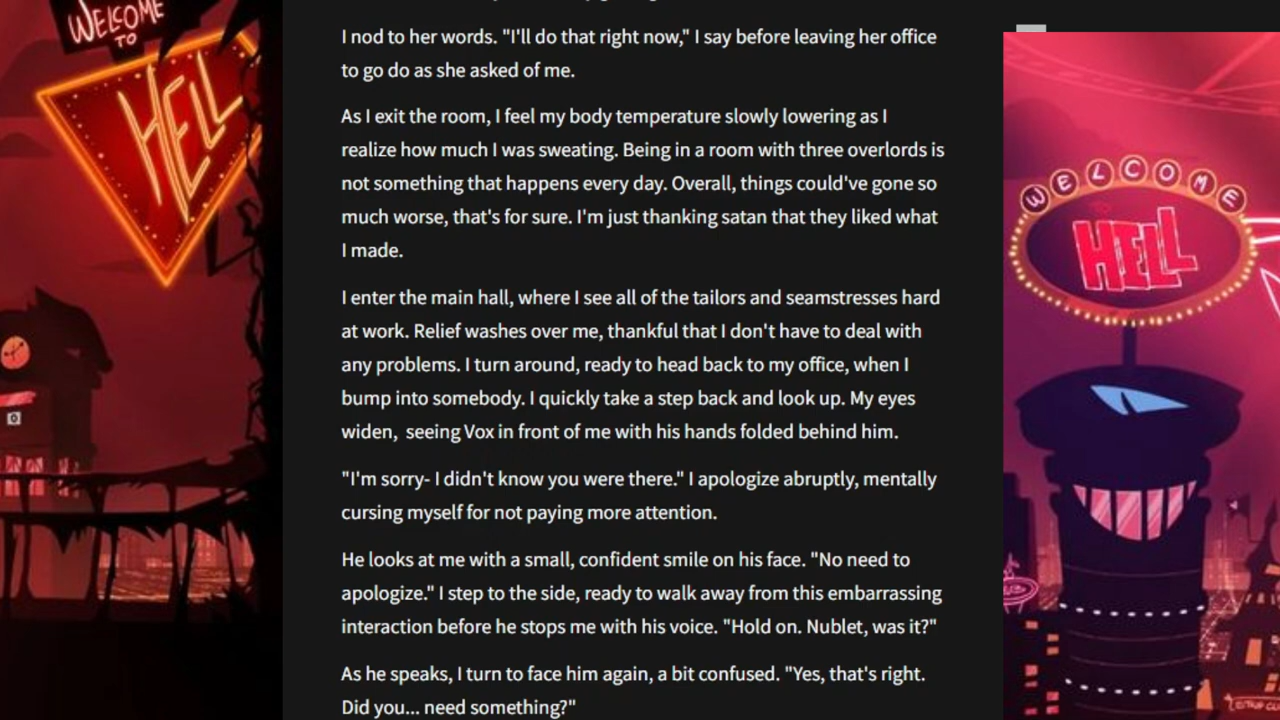 WELCOME
TO
HELL
I nod to her words. "I'll do that right now," I say before leaving her office
to go do as she asked of me.
As I exit the room, I feel my body temperature slowly lowering as I
realize how much I was sweating. Being in a room with three overlords is
not something that happens every day. Overall, things could've gone so
much worse, that's for sure. I'm just thanking satan that they liked what
I made.
I enter the main hall, where I see all of the tailors and seamstresses hard
at work. Relief washes over me, thankful that I don't have to deal with
any problems. I turn around, ready to head back to my office, when I
bump into somebody. I quickly take a step back and look up. My eyes
widen,  seeing Vox in front of me with his hands folded behind him.
"I'm sorry- I didn't know you were there." I apologize abruptly, mentally
cursing myself for not paying more attention.
He looks at me with a small, confident smile on his face. "No need to
apologize." I step to the side, ready to walk away from this embarrassing
interaction before he stops me with his voice. "Hold on. Nublet, was it?"
As he speaks, I turn to face him again, a bit confused. "Yes, that's right.
Did you... need something?"
WELCOME
TO
HELL